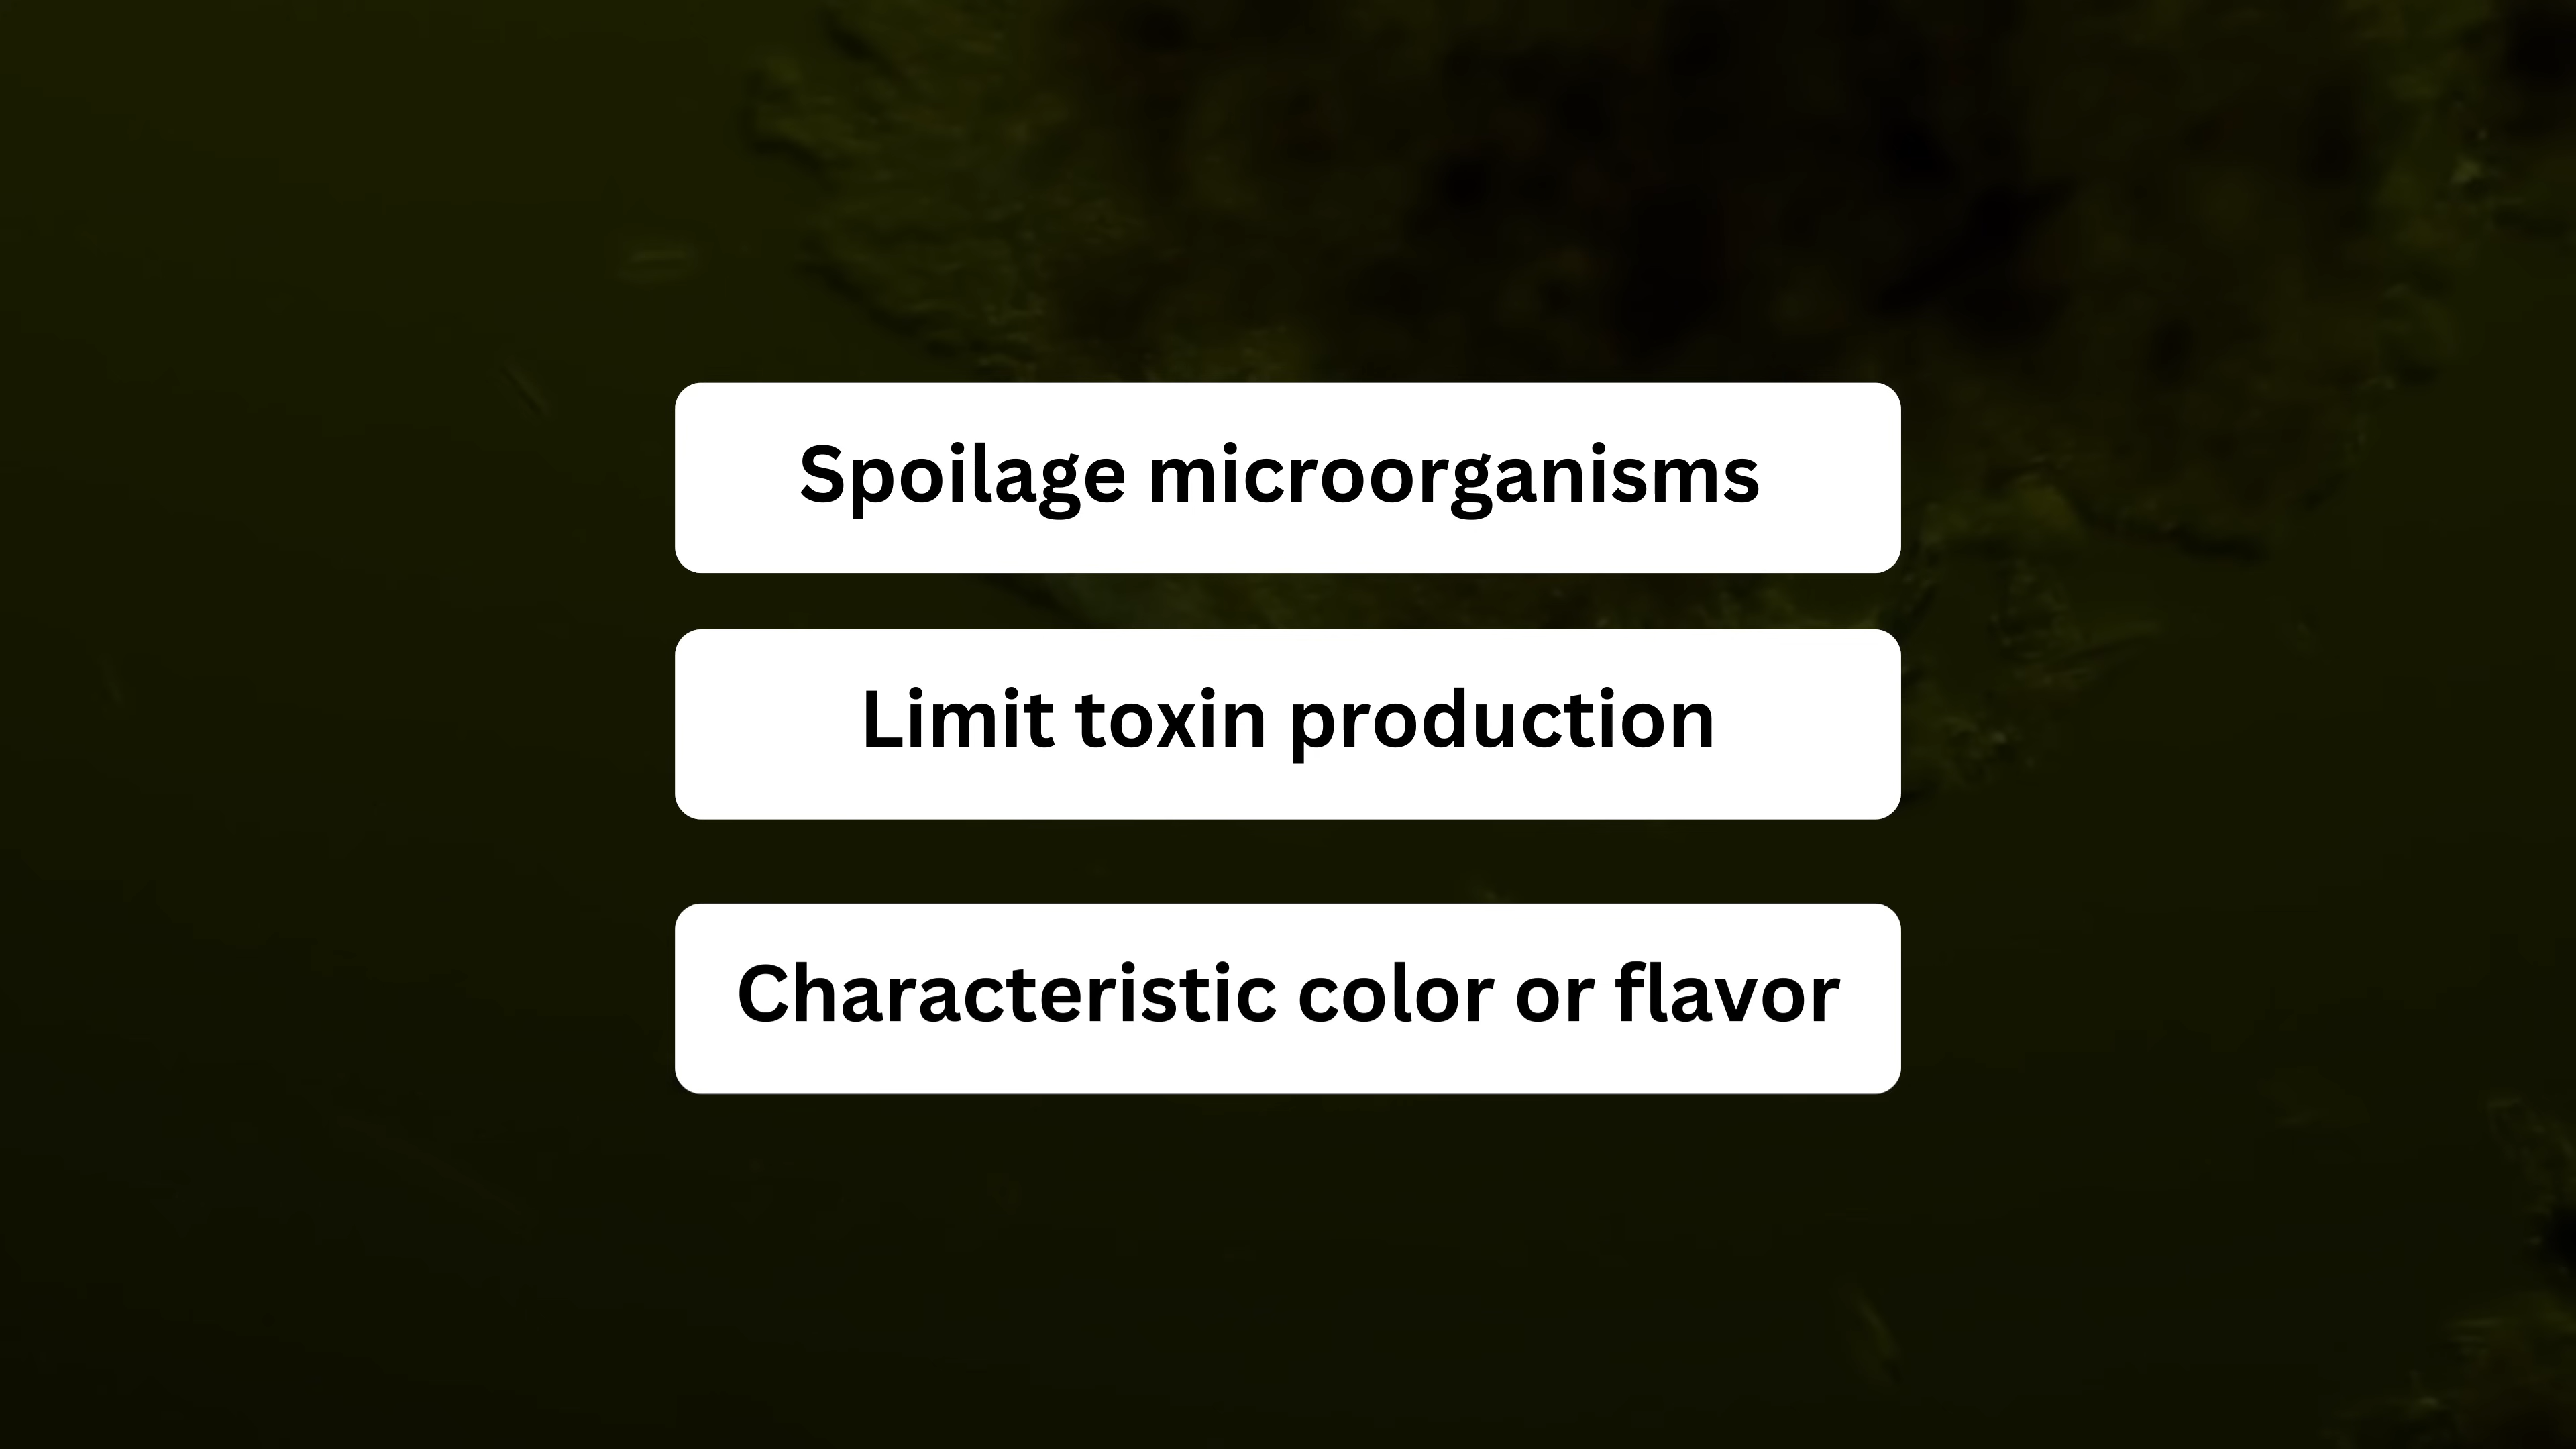 Spoilage microorganisms
Limit toxin production
Characteristic color or flavor